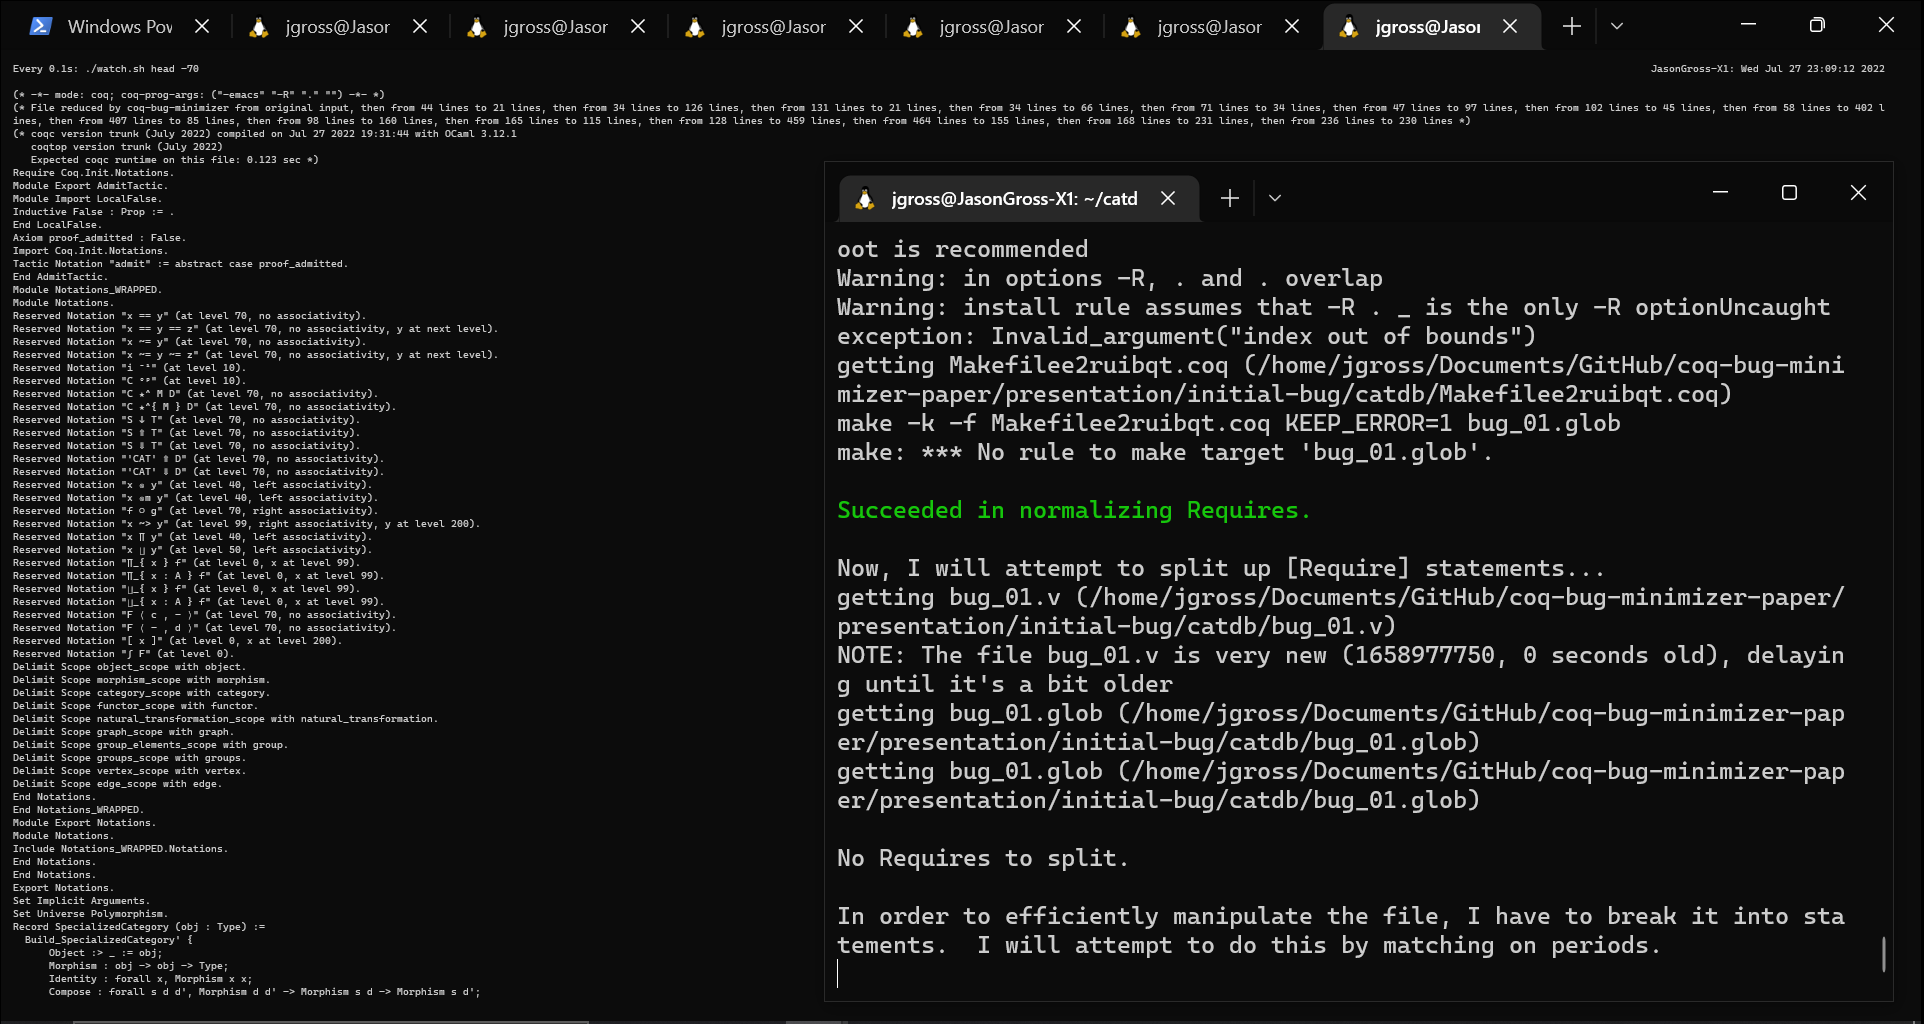 Windows Pow
jgross@Jasor
jgross@Jasor
jgross@Jasor
jgross@Jasor
jgross@Jasor
jgross@Jasor
Every 0.1s: ./watch.sh head -70
JasonGross-X1: Wed Jul 27 23:09:12 2022
(* -*- mode: coq; coq-prog-args: ("-emacs" "-R" "." "") -*- *)
(* File reduced by coq-bug-minimizer from original input, then from 44 lines to 21 lines, then from 34 lines to 126 lines, then from 131 lines to 21 lines, then from 34 lines to 66 lines, then from 71 lines to 34 lines, then from 47 lines to 97 lines, then from 102 lines to 45 lines, then from 58 lines to 402 l
ines, then from 407 lines to 85 lines, then from 98 lines to 160 lines, then from 165 lines to 115 lines, then from 128 lines to 459 lines, then from 464 lines to 155 lines, then from 168 lines to 231 lines, then from 236 lines to 230 lines *)
(* coqc version trunk (July 2022) compiled on Jul 27 2022 19:31:44 with OCaml 3.12.1
coqtop version trunk (July 2022)
Expected coqc runtime on this file: 0.123 sec *)
Require Coq.Init.Notations.
Module Export AdmitTactic.
Module Import LocalFalse.
Inductive False : Prop := .
End LocalFalse.
Axiom proof_admitted : False.
Import Coq.Init.Notations.
Tactic Notation "admit" := abstract case proof_admitted.
End AdmitTactic.
Module Notations_WRAPPED.
Module Notations.
Reserved Notation "x == y" (at level 70, no associativity).
Reserved Notation "x == y == z" (at level 70, no associativity, y at next level).
Reserved Notation "x ~= y" (at level 70, no associativity).
Reserved Notation "x ~= y ~= z" (at level 70, no associativity, y at next level).
Reserved Notation "i ⁻¹" (at level 10).
Reserved Notation "C ᵒᵖ" (at level 10).
Reserved Notation "C ★^ M D" (at level 70, no associativity).
Reserved Notation "C ★^{ M } D" (at level 70, no associativity).
Reserved Notation "S ↓ T" (at level 70, no associativity).
Reserved Notation "S ⇑ T" (at level 70, no associativity).
Reserved Notation "S ⇓ T" (at level 70, no associativity).
Reserved Notation "'CAT' ⇑ D" (at level 70, no associativity).
Reserved Notation "'CAT' ⇓ D" (at level 70, no associativity).
Reserved Notation "x ⊗ y" (at level 40, left associativity).
Reserved Notation "x ⊗m y" (at level 40, left associativity).
Reserved Notation "f ○ g" (at level 70, right associativity).
Reserved Notation "x ~> y" (at level 99, right associativity, y at level 200).
Reserved Notation "x ∏ y" (at level 40, left associativity).
Reserved Notation "x ∐ y" (at level 50, left associativity).
Reserved Notation "∏_{ x } f" (at level 0, x at level 99).
Reserved Notation "∏_{ x : A } f" (at level 0, x at level 99).
Reserved Notation "∐_{ x } f" (at level 0, x at level 99).
Reserved Notation "∐_{ x : A } f" (at level 0, x at level 99).
Reserved Notation "F ⟨ c , - ⟩" (at level 70, no associativity).
Reserved Notation "F ⟨ - , d ⟩" (at level 70, no associativity).
Reserved Notation "[ x ]" (at level 0, x at level 200).
Reserved Notation "∫ F" (at level 0).
Delimit Scope object_scope with object.
Delimit Scope morphism_scope with morphism.
Delimit Scope category_scope with category.
Delimit Scope functor_scope with functor.
Delimit Scope natural_transformation_scope with natural_transformation.
Delimit Scope graph_scope with graph.
Delimit Scope group_elements_scope with group.
Delimit Scope groups_scope with groups.
Delimit Scope vertex_scope with vertex.
Delimit Scope edge_scope with edge.
End Notations.
End Notations_WRAPPED.
Module Export Notations.
Module Notations.
Include Notations_WRAPPED.Notations.
End Notations.
End Notations.
Export Notations.
Set Implicit Arguments.
Set Universe Polymorphism.
Record SpecializedCategory (obj : Type) :=
Build_SpecializedCategory' {
Object :> _ := obj;
Morphism : obj -> obj -> Type;
Identity : forall x, Morphism x x;
Compose : forall s d d', Morphism d d' -> Morphism s d -> Morphism s d';
jgross@JasonGross-X1: ~/catd
oot is recommended
Warning: in options -R, . and . overlap
Warning: install rule assumes that -R . _ is the only -R optionUncaught
exception: Invalid_argument("index out of bounds")
getting Makefilee2ruibqt.coq (/home/jgross/Documents/GitHub/coq-bug-mini
mizer-paper/presentation/initial-bug/catdb/Makefilee2ruibqt.coq)
make -k -f Makefilee2ruibqt.coq KEEP_ERROR=1 bug_01.glob
make: *** No rule to make target 'bug_01.glob'.
Succeeded in normalizing Requires.
Now, I will attempt to split up [Require] statements...
getting bug_01.v (/home/jgross/Documents/GitHub/coq-bug-minimizer-paper/
presentation/initial-bug/catdb/bug_01.v)
NOTE: The file bug_01.v is very new (1658977750, 0 seconds old), delayin
g until it's a bit older
getting bug_01.glob (/home/jgross/Documents/GitHub/coq-bug-minimizer-pap
er/presentation/initial-bug/catdb/bug_01.glob)
getting bug_01.glob (/home/jgross/Documents/GitHub/coq-bug-minimizer-pap
er/presentation/initial-bug/catdb/bug_01.glob)
No Requires to split.
In order to efficiently manipulate the file, I have to break it into sta
tements.  I will attempt to do this by matching on periods.